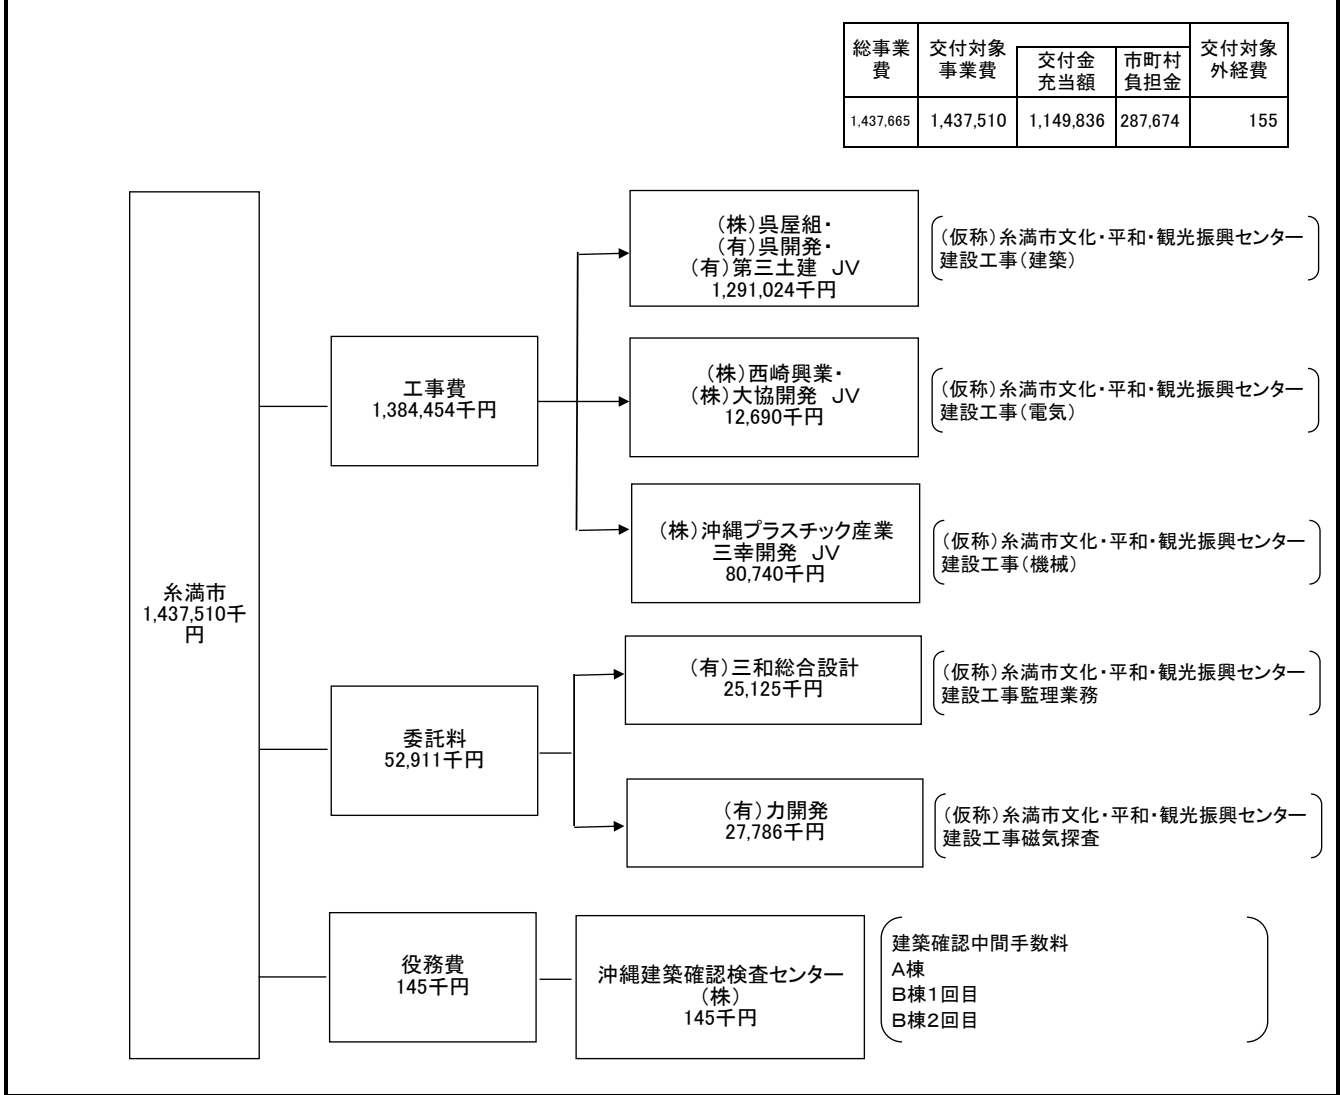 総事業
費
交付対象
事業費
交付金
充当額
市町村
負担金
交付対象
外経費
1,437,665
1,437,510
1,149,836
287,674
155
(株)呉屋組・
(有)呉開発・
(有)第三土建 JV
1,291,024千円
(仮称)糸満市文化・平和・観光振興センター
建設工事(建築)
工事費
1,384,454千円
(株)西崎興業・
(株)大協開発 JV
12,690千円
(仮称)糸満市文化・平和・観光振興センター
建設工事(電気)
(株)沖縄プラスチック産業
三幸開発 JV
80,740千円
(仮称)糸満市文化・平和・観光振興センター
建設工事(機械)
糸満市
1,437,510千
円
(有)三和総合設計
25,125千円
(仮称)糸満市文化・平和・観光振興センター
建設工事監理業務
委託料
52,911千円
(有)力開発
27,786千円
(仮称)糸満市文化・平和・観光振興センター
建設工事磁気探査
役務費
145千円
沖縄建築確認検査センター
(株)
145千円
建築確認中間手数料
A棟
B棟1回目
B棟2回目